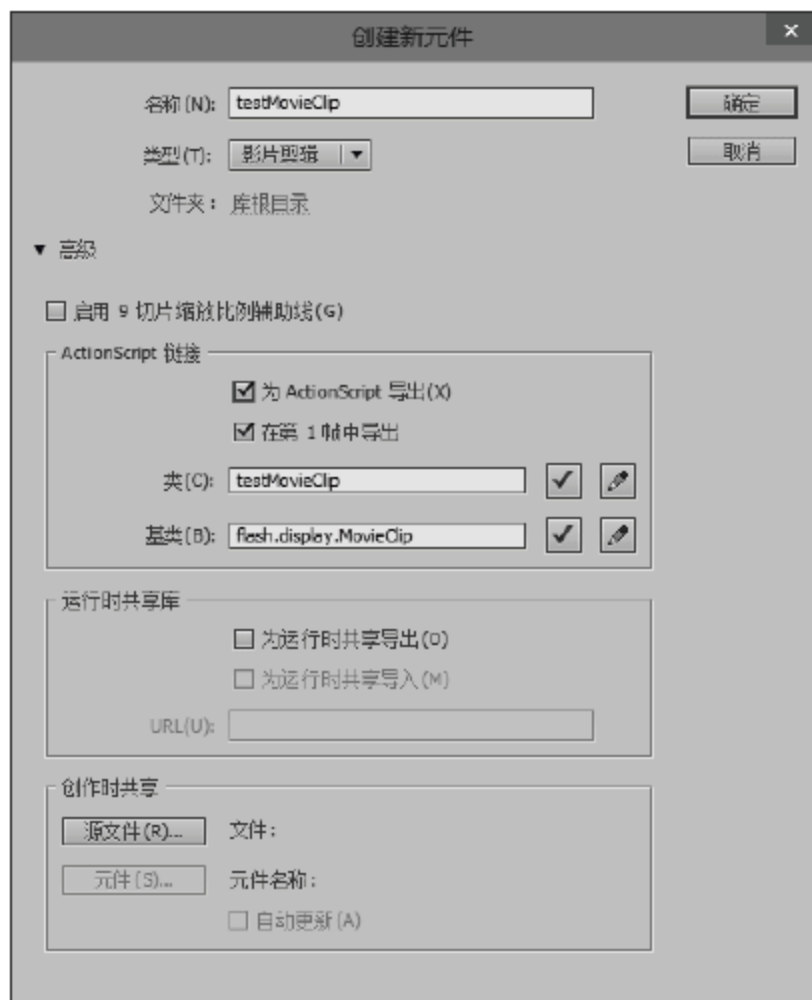 创建新元件
名称(N): testMovieClip 确定
类型(T): 影片剪辑 取消
文件夹: 库根目录
高级
启用 9 切片缩放比例辅助线(G)
ActionScript 链接
为 ActionScript 导出(X)
在第 1 帧中导出
类(C): testMovieClip
基类(B): flash.display.MovieClip
运行时共享库
为运行时共享导出(O)
为运行时共享导入(M)
URL(U):
创作时共享
源文件(R)... 文件:
元件(S)... 元件名称:
自动更新(A)